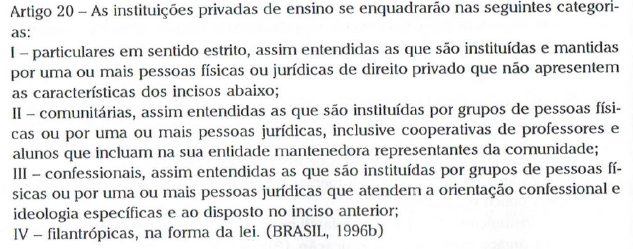 Artigo 20 – As instituições privadas de ensino se enquadrarão nas seguintes categori-
as:
I – particulares em sentido estrito, assim entendidas as que são instituídas e mantidas
por uma ou mais pessoas físicas ou jurídicas de direito privado que não apresentem
as características dos incisos abaixo;
II – comunitárias, assim entendidas as que são instituídas por grupos de pessoas físi-
cas ou por uma ou mais pessoas jurídicas, inclusive cooperativas de professores e
alunos que incluam na sua entidade mantenedora representantes da comunidade;
III – confessionais, assim entendidas as que são instituídas por grupos de pessoas fí-
sicas ou por uma ou mais pessoas jurídicas que atendem a orientação confessional e
ideologia específicas e ao disposto no inciso anterior;
IV – filantrópicas, na forma da lei. (BRASIL, 1996b)